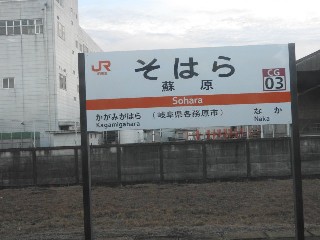 JR
そはら
蘇原
CG
03
Sohara
かがみがはら (岐阜県各務原市) なか
Kagamigahara Naka